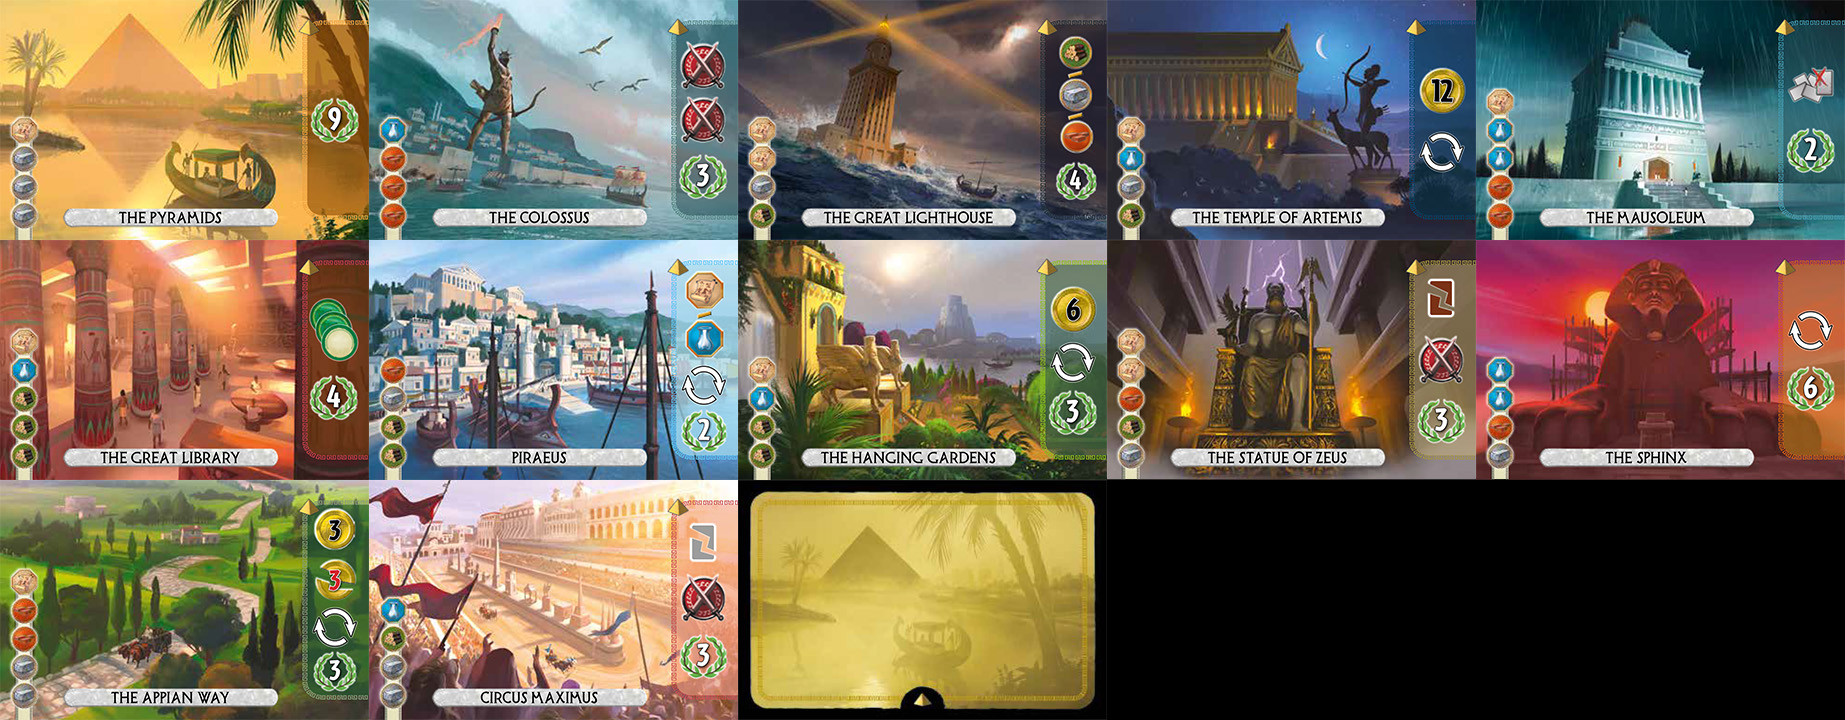 9
THE PYRAMIDS
3
THE COLOSSUS
4
THE GREAT LIGHTHOUSE
12
THE TEMPLE OF ARTEMIS
2
THE MAUSOLEUM
4
THE GREAT LIBRARY
2
PIRAEUS
6
3
THE HANGING GARDENS
3
THE STATUE OF ZEUS
6
THE SPHINX
3
3
3
THE APPIAN WAY
3
CIRCUS MAXIMUS